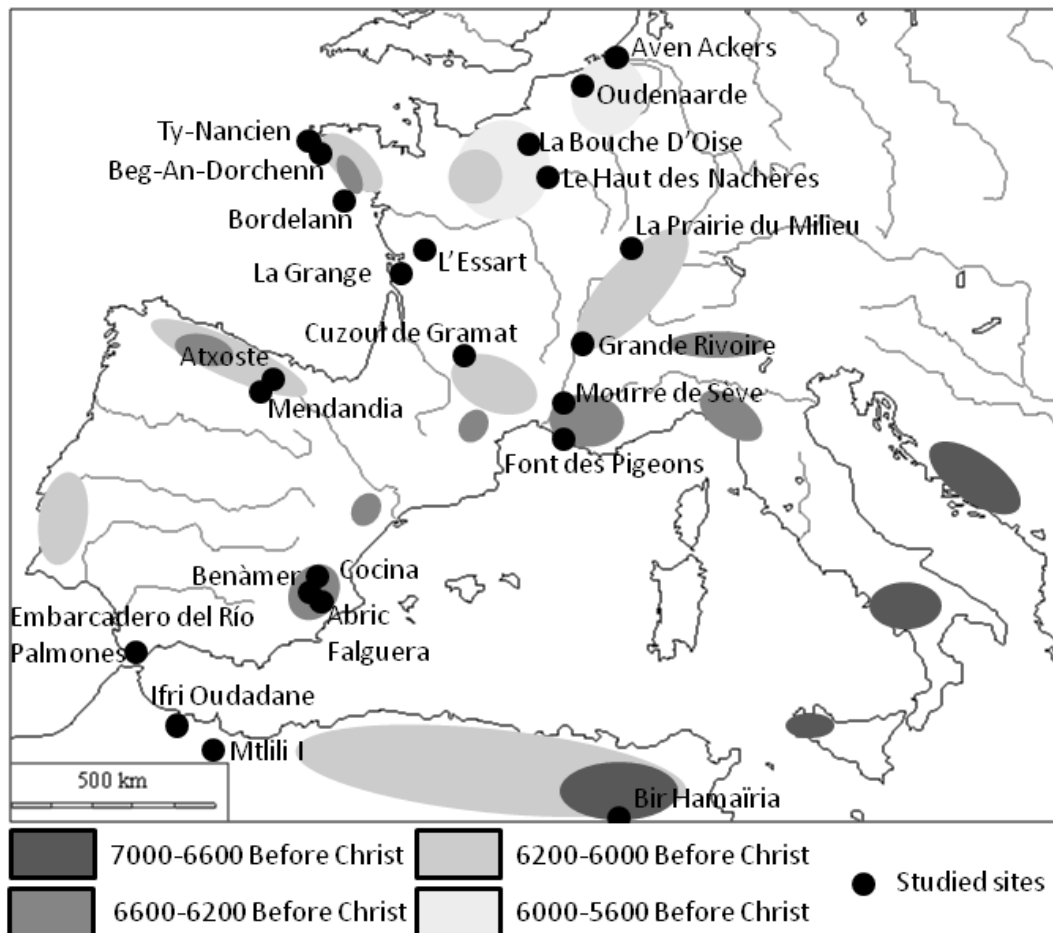 Aven Ackers
Oudenaarde
Ty-Nancien
La Bouche D'Oise
Beg-An-Dorchenn
Le Haut des Nachères
Bordelann
La Prairie du Milieu
L'Essart
La Grange
Cuzoul de Gramat
Grande Rivoire
Atxoste
Mourre de Sève
Mendandia
Font des Pigeons
Benàmer
Cocina
Embarcadero del Río
Palmones
Abric
Falguera
Ifri Oudadane
Mtlili I
500 km
Bir Hamaïria
7000-6600 Before Christ
6200-6000 Before Christ
Studied sites
6600-6200 Before Christ
6000-5600 Before Christ